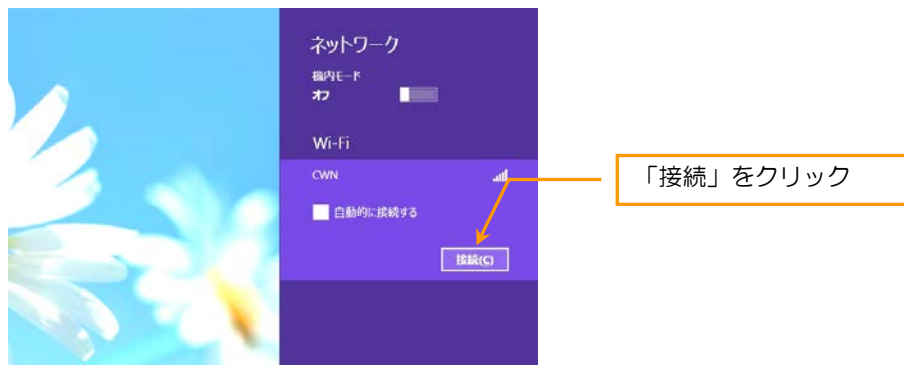 ネットワーク
機内モード
オフ
Wi-Fi
CWN
自動的に接続する
接続(C)
「接続」をクリック